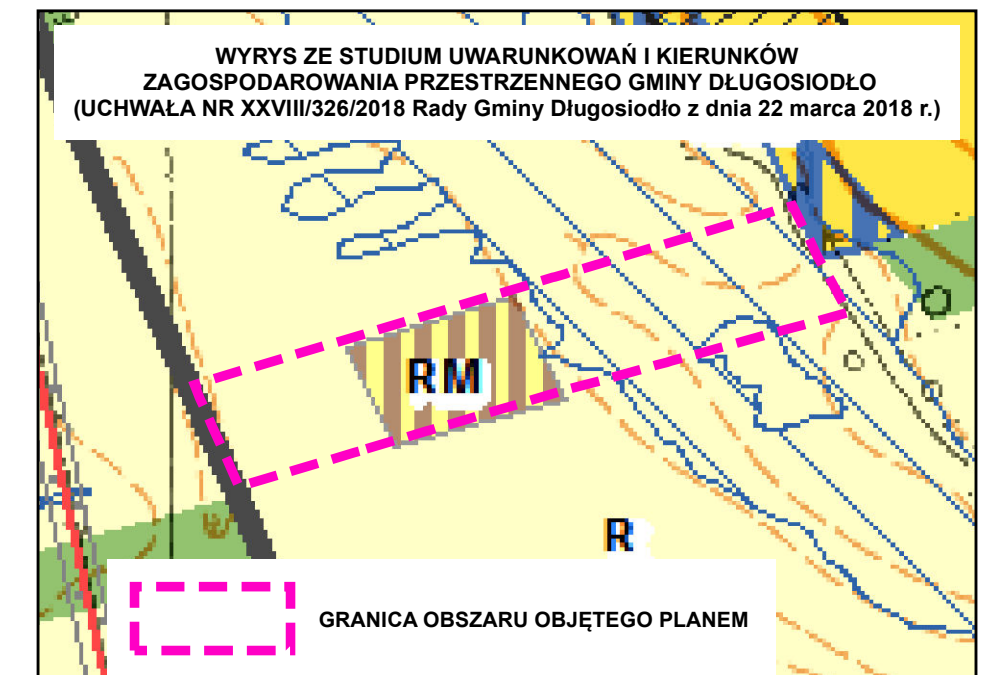 WYRYS ZE STUDIUM UWARUNKOWAŃ I KIERUNKÓW
ZAGOSPODAROWANIA PRZESTRZENNEGO GMINY DŁUGOSIODŁO
(UCHWAŁA NR XXVIII/326/2018 Rady Gminy Długosiodło z dnia 22 marca 2018 r.)
RM
R
GRANICA OBSZARU OBJĘTEGO PLANEM